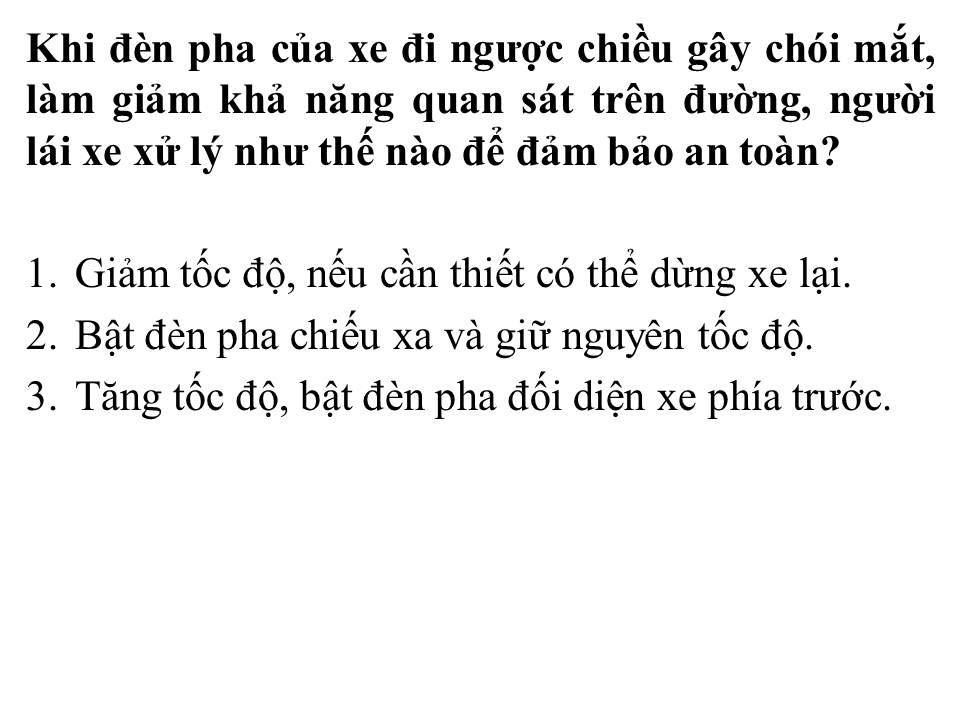 Khi đèn pha của xe đi ngược chiều gây chói mắt,
làm giảm khả năng quan sát trên đường, người
lái xe xử lý như thế nào để đảm bảo an toàn?
1. Giảm tốc độ, nếu cần thiết có thể dừng xe lại.
2. Bật đèn pha chiếu xa và giữ nguyên tốc độ.
3. Tăng tốc độ, bật đèn pha đối diện xe phía trước.